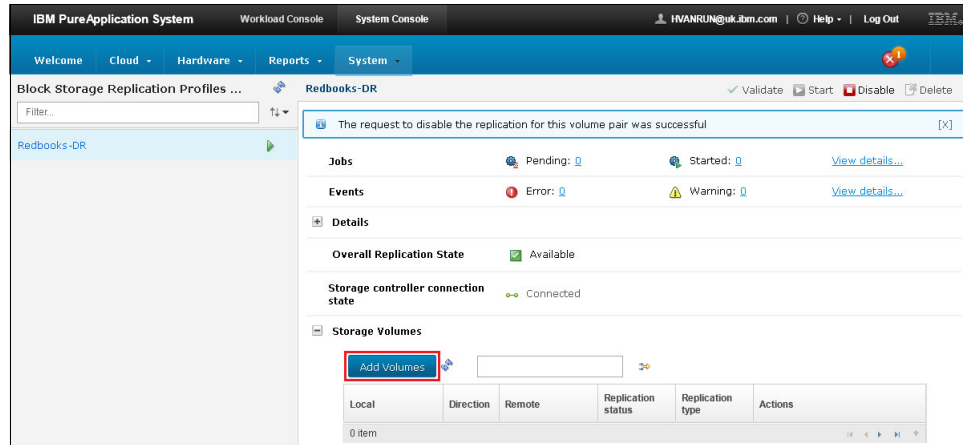 IBM PureApplication System Workload Console System Console HVANRUN@uk.ibm.com | Help | Log Out IBM
Welcome Cloud Hardware Reports System 1
Block Storage Replication Profiles ... Redbooks-DR Validate Start Disable Delete
Filter...
The request to disable the replication for this volume pair was successful [X]
Redbooks-DR
Jobs Pending: 0 Started: 0 View details...
Events Error: 0 Warning: 0 View details...
Details
Overall Replication State Available
Storage controller connection
state
Connected
Storage Volumes
Add Volumes
Local Direction Remote Replication status Replication type Actions
0 item